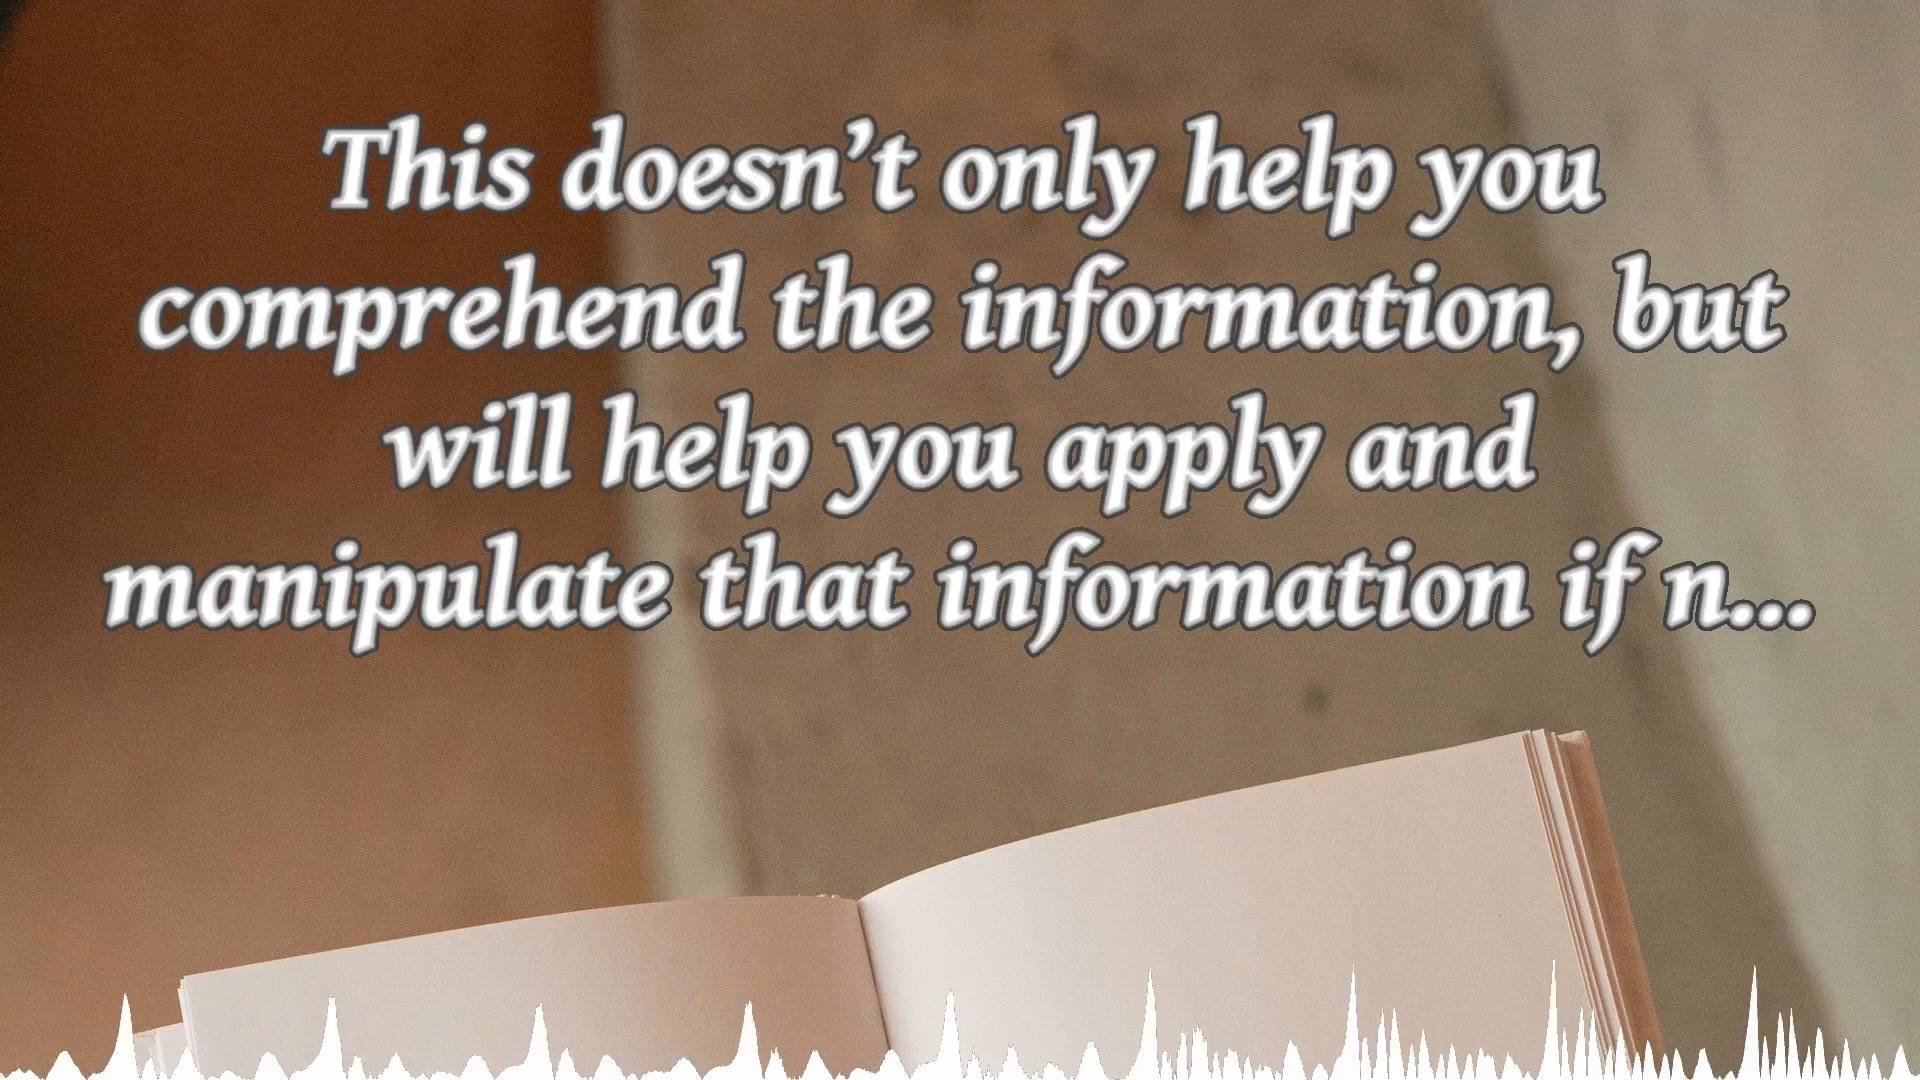 This doesn’t only help you
comprehend the information, but
will help you apply and
manipulate that information if n...